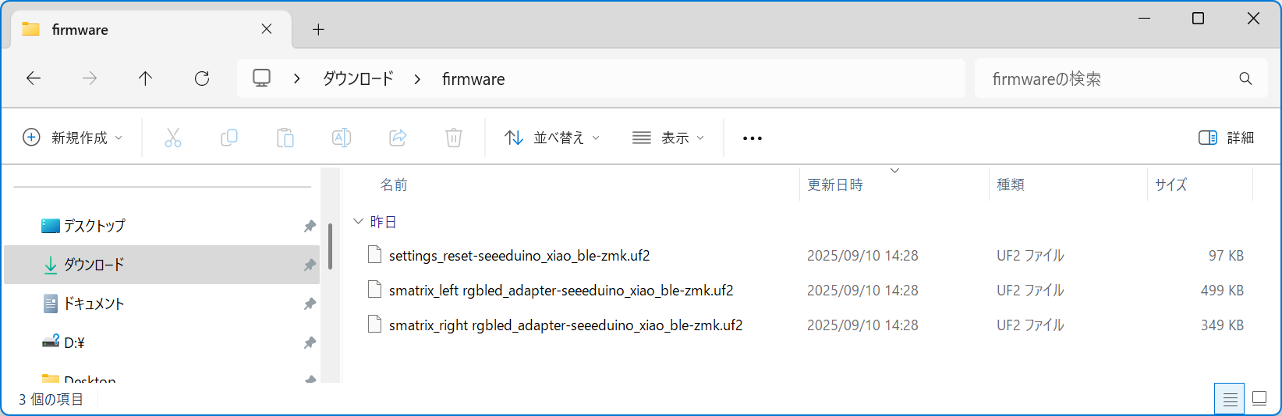 firmware
ダウンロード firmware
firmwareの検索
新規作成 並べ替え 表示 詳細
名前 更新日時 種類 サイズ
デスクトップ
ダウンロード
ドキュメント
D:¥
Desktop
昨日
settings_reset-seeeduino_xiao_ble-zmk.uf2 2025/09/10 14:28 UF2 ファイル 97 KB
smatrix_left rgbled_adapter-seeeduino_xiao_ble-zmk.uf2 2025/09/10 14:28 UF2 ファイル 499 KB
smatrix_right rgbled_adapter-seeeduino_xiao_ble-zmk.uf2 2025/09/10 14:28 UF2 ファイル 349 KB
3 個の項目